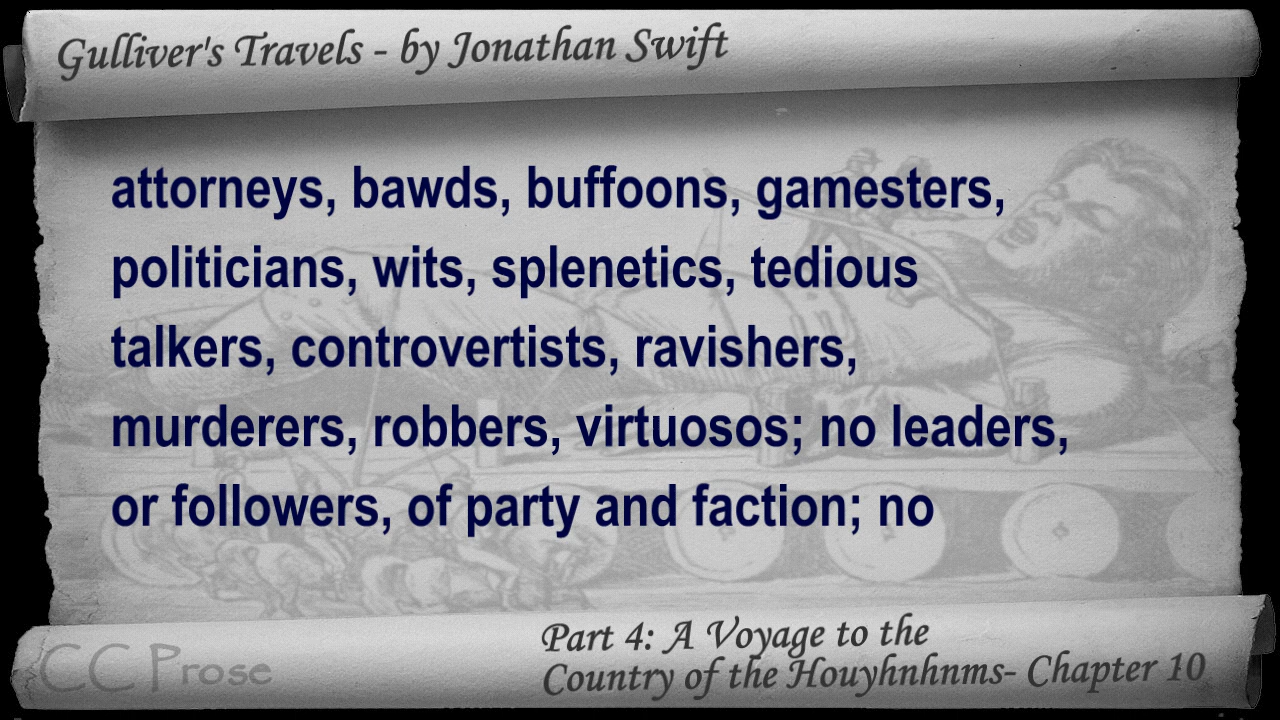 Gulliver's Travels - by Jonathan Swift
attorneys, bawds, buffoons, gamesters,
politicians, wits, splenetics, tedious
talkers, controvertists, ravishers,
murderers, robbers, virtuosos; no leaders,
or followers, of party and faction; no
Part 4: A Voyage to the
Country of the Houyhnhnms- Chapter 10
CC Prose